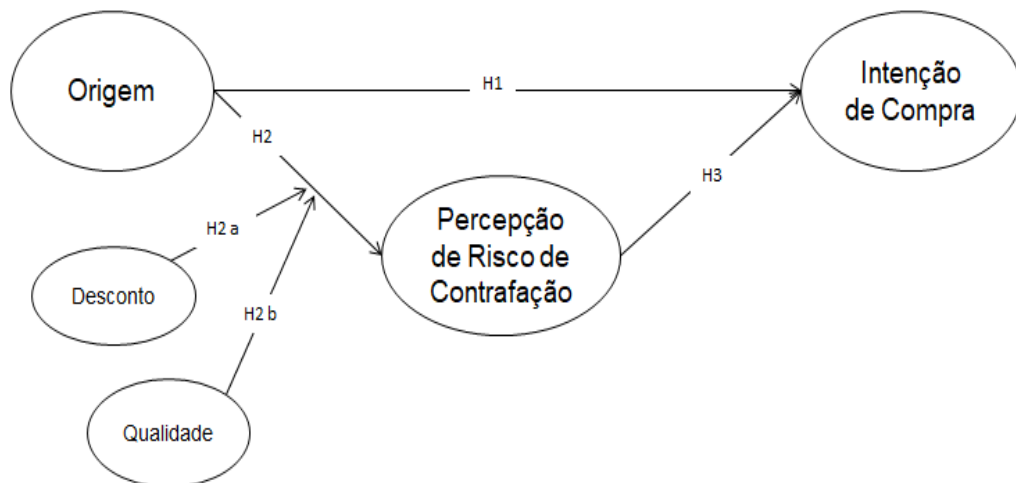 Origem
H1
Intenção
de Compra
H2
H3
H2 a
Percepção
de Risco de
Contrafação
Desconto
H2 b
Qualidade